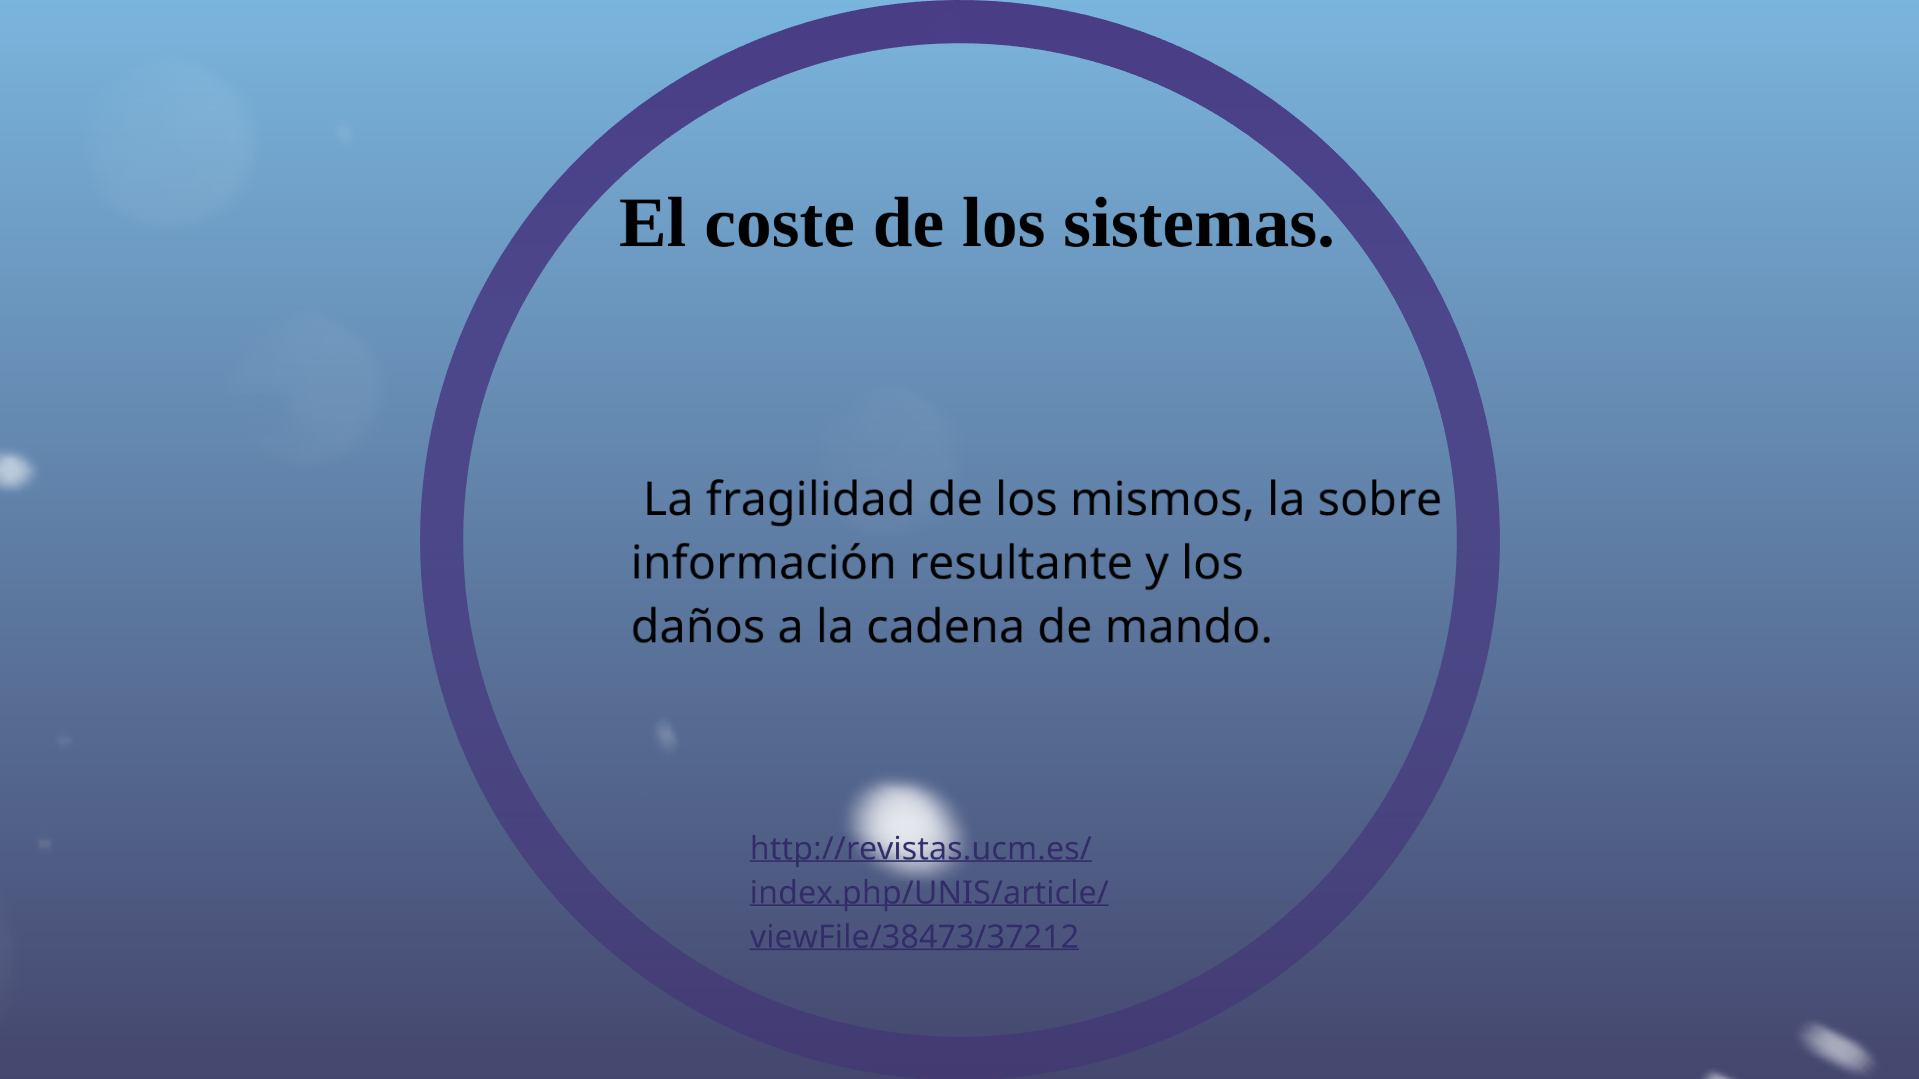 El coste de los sistemas.
La fragilidad de los mismos, la sobre
información resultante y los
daños a la cadena de mando.
http://revistas.ucm.es/
index.php/UNIS/article/
viewFile/38473/37212